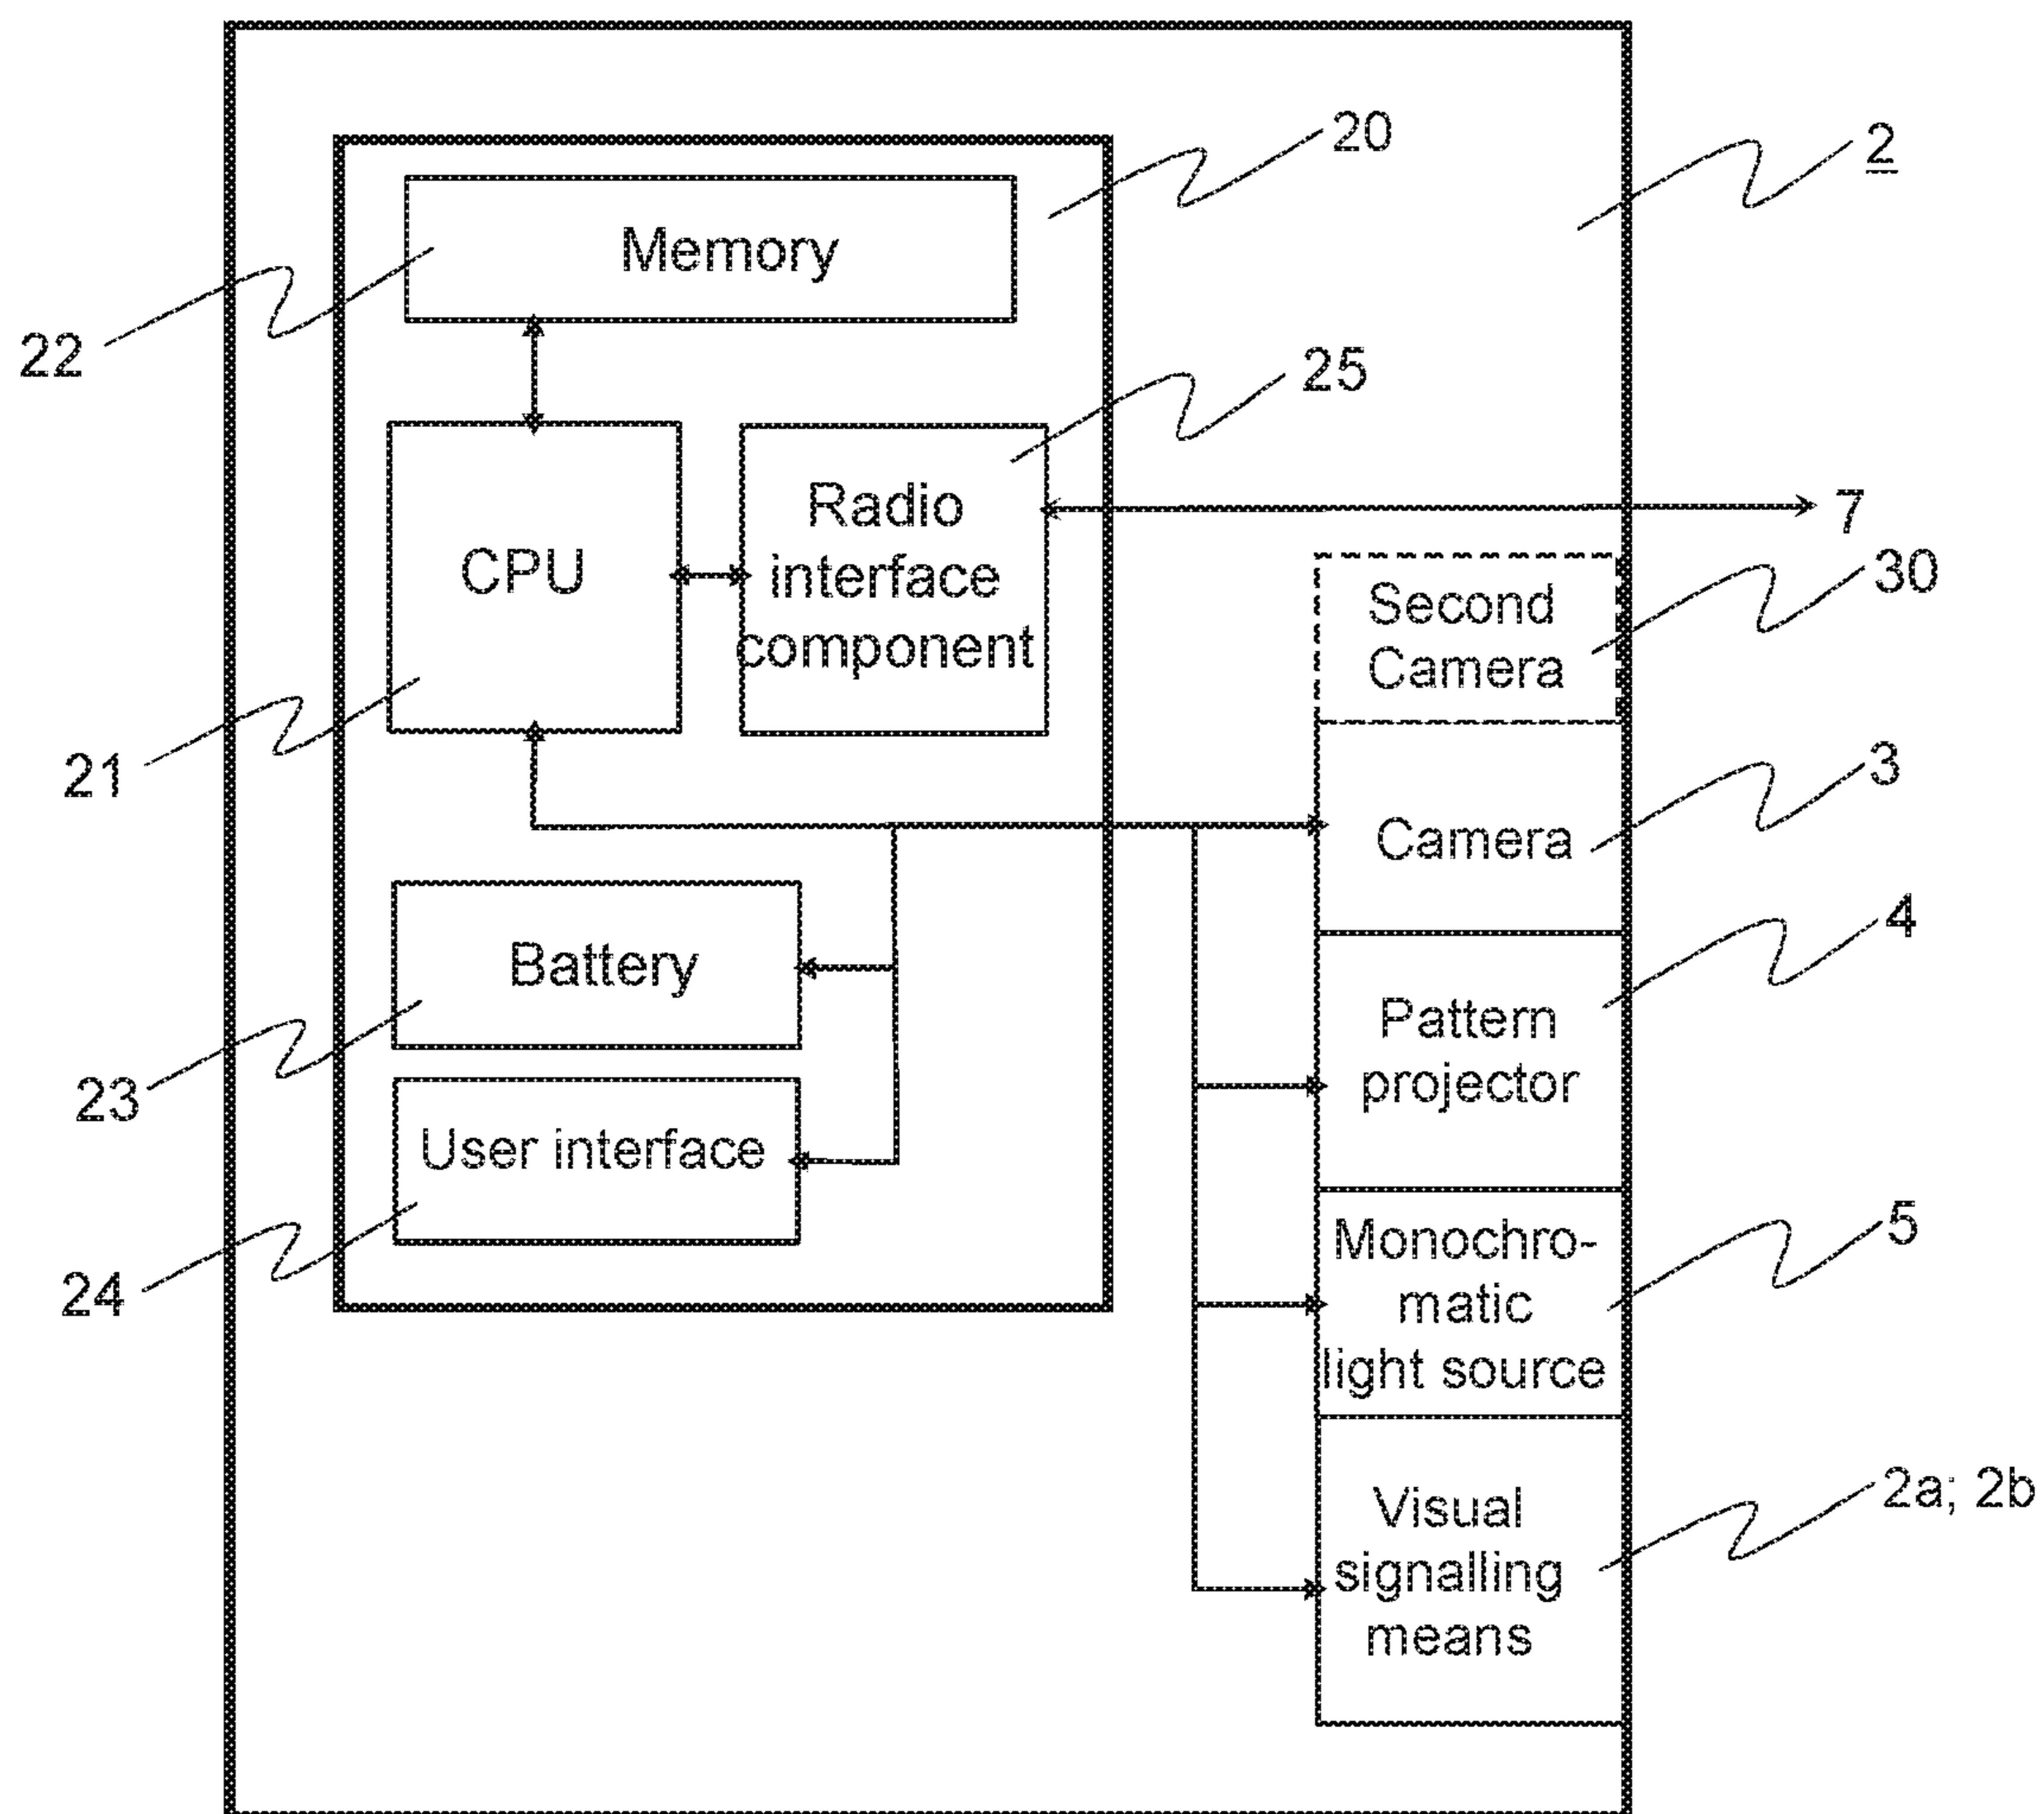 20
2
Memory
22
25
Radio
interface
component
CPU
7
Second
Camera
30
21
3
Camera
4
Battery
Pattern
projector
23
User interface
5
Monochro-
matic
light source
24
2a; 2b
Visual
signalling
means